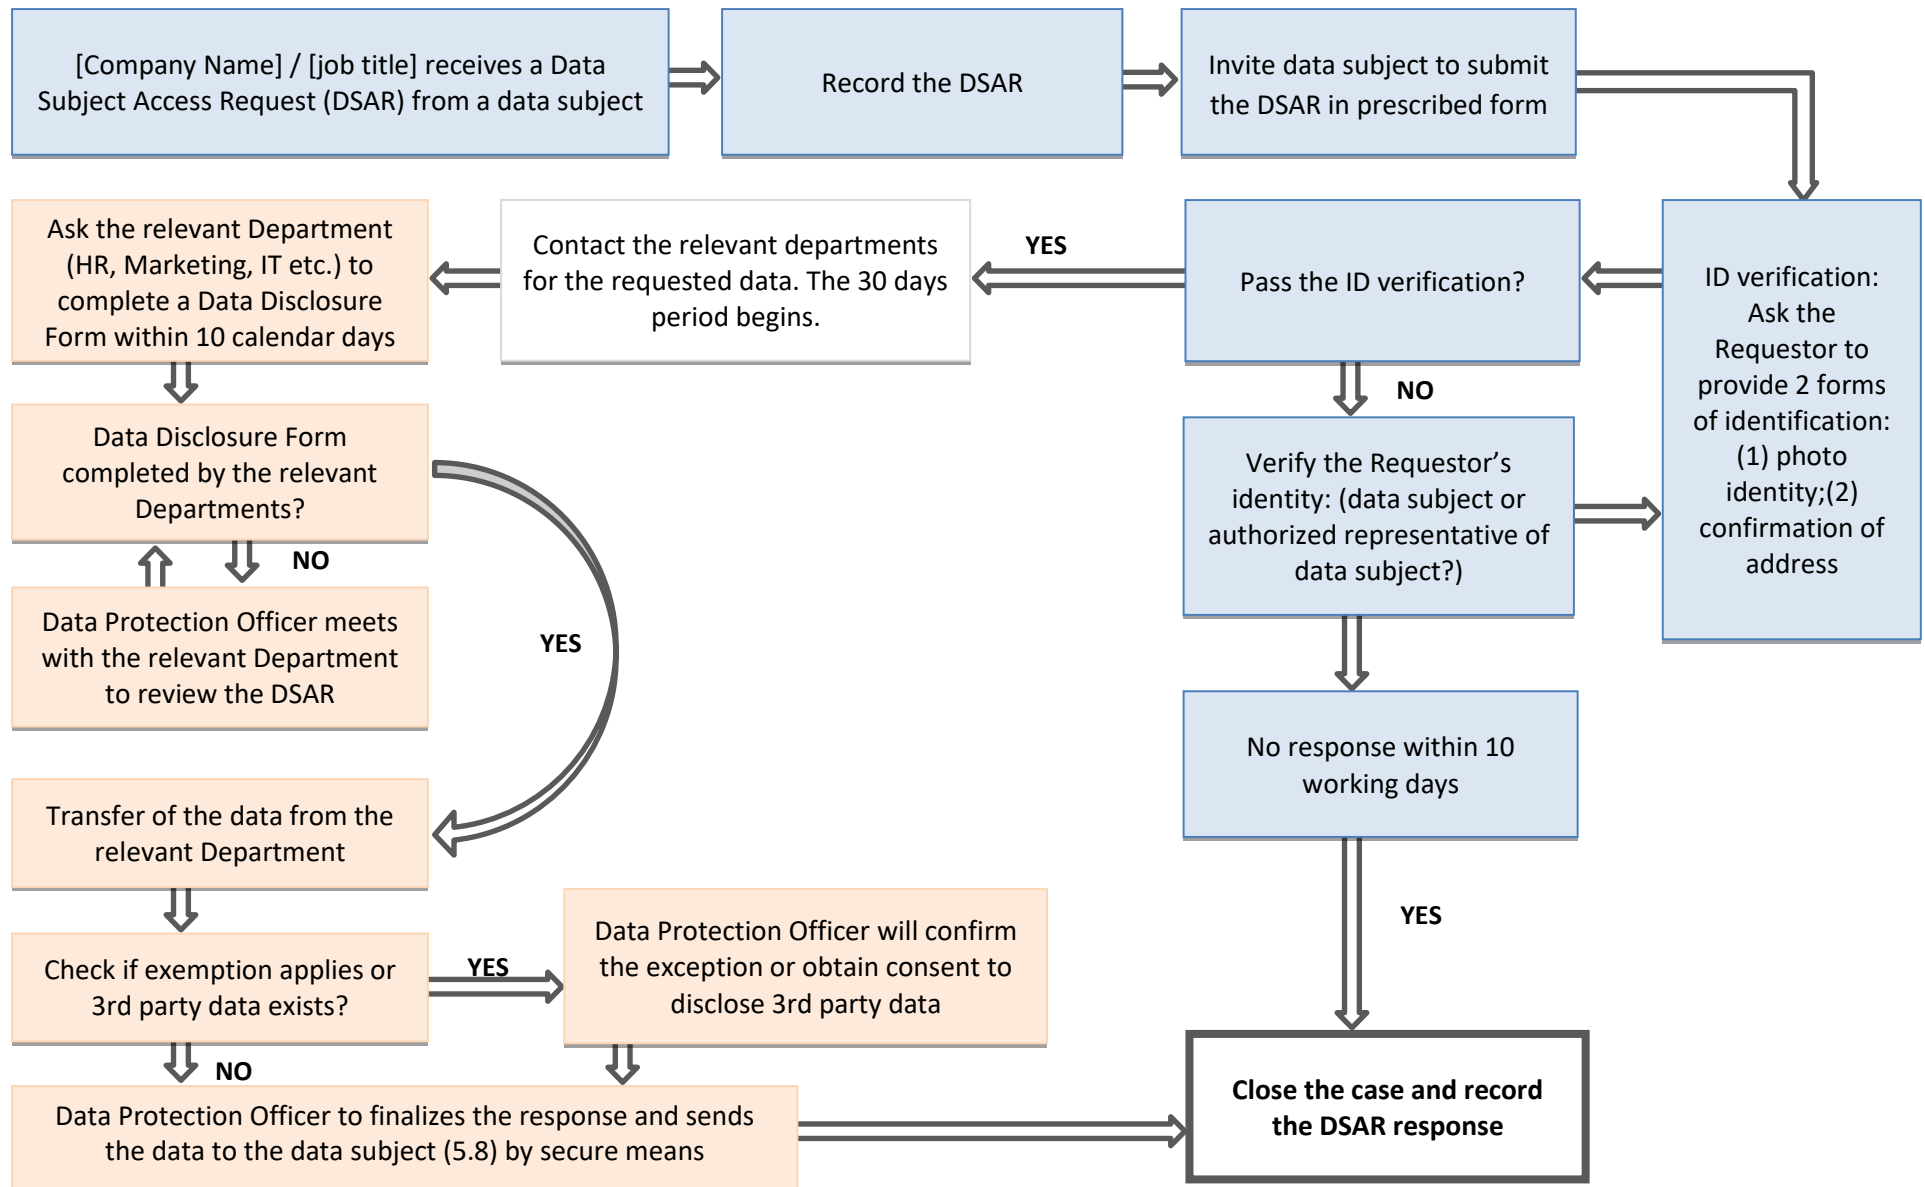 [Company Name] / [job title] receives a Data
Subject Access Request (DSAR) from a data subject
Record the DSAR
Invite data subject to submit
the DSAR in prescribed form
ID verification:
Ask the
Requestor to
provide 2 forms
of identification:
(1) photo
identity;(2)
confirmation of
address
Pass the ID verification?
YES
NO
Contact the relevant departments
for the requested data. The 30 days
period begins.
Ask the relevant Department
(HR, Marketing, IT etc.) to
complete a Data Disclosure
Form within 10 calendar days
Data Disclosure Form
completed by the relevant
Departments?
NO
YES
Data Protection Officer meets
with the relevant Department
to review the DSAR
Verify the Requestor’s
identity: (data subject or
authorized representative of
data subject?)
No response within 10
working days
YES
Transfer of the data from the
relevant Department
Check if exemption applies or
3rd party data exists?
YES
NO
Data Protection Officer will confirm
the exception or obtain consent to
disclose 3rd party data
Data Protection Officer to finalizes the response and sends
the data to the data subject (5.8) by secure means
Close the case and record
the DSAR response